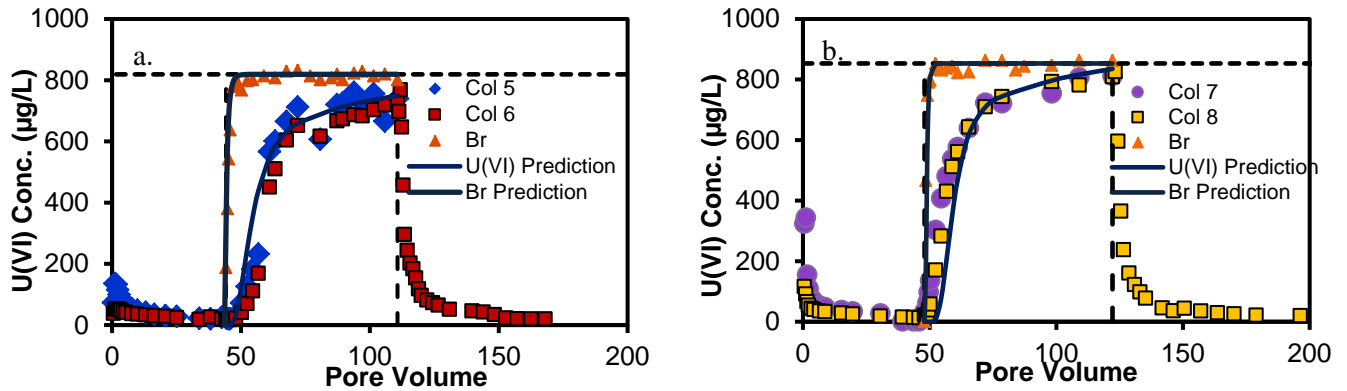 a.
U(VI) Conc. (µg/L)
1000
800
600
400
200
0
0 50 100 150 200
Pore Volume
Col 5
Col 6
Br
U(VI) Prediction
Br Prediction
b.
U(VI) Conc. (µg/L)
1000
800
600
400
200
0
0 50 100 150 200
Pore Volume
Col 7
Col 8
Br
U(VI) Prediction
Br Prediction